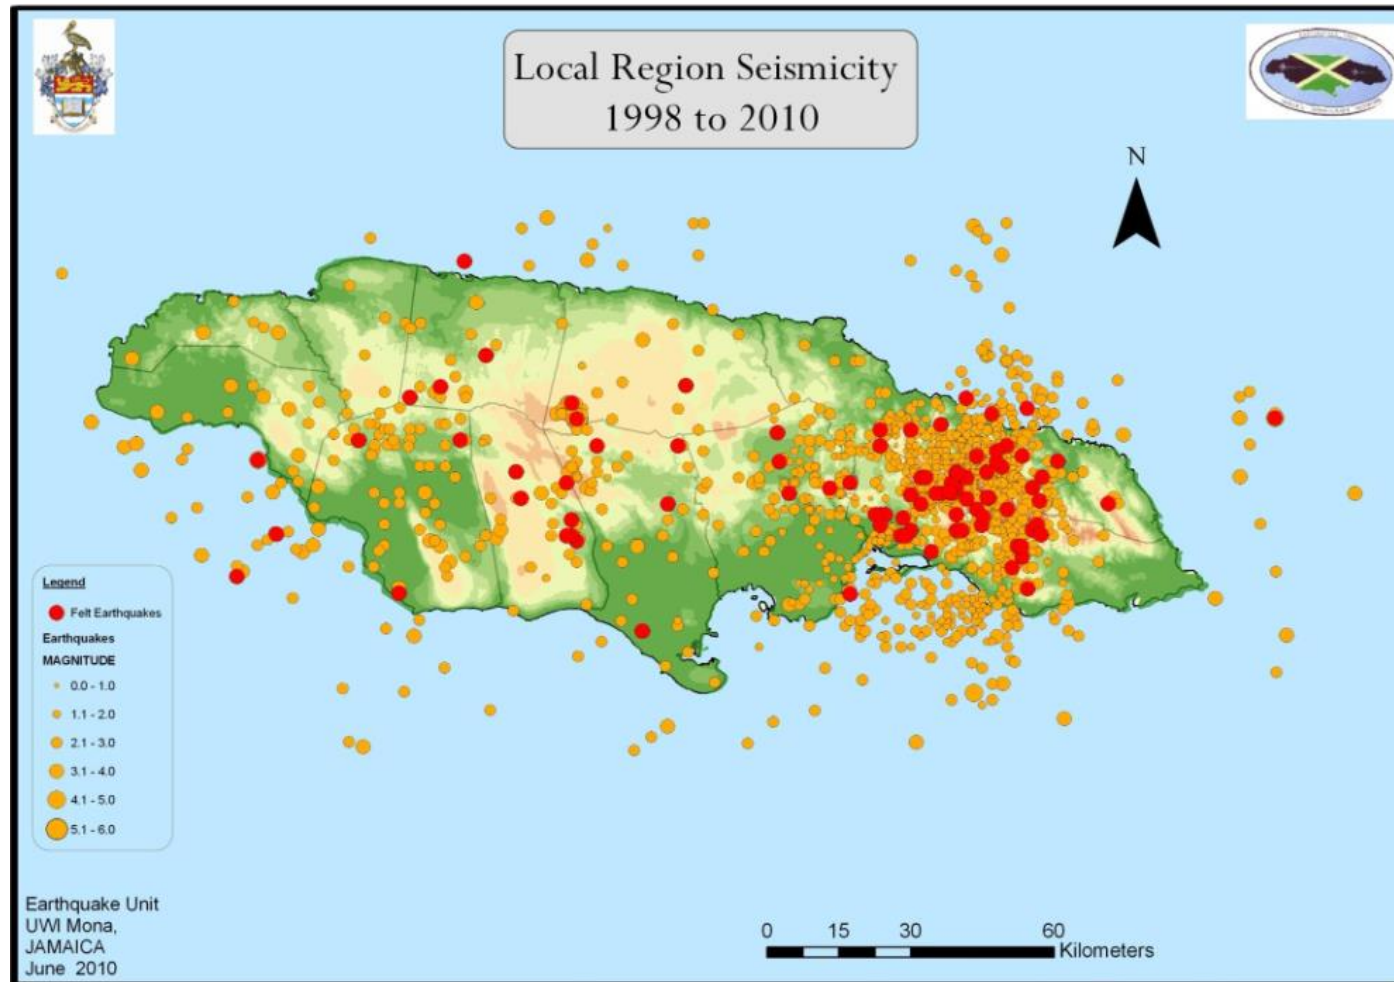 Local Region Seismicity
1998 to 2010
N
Legend
Felt Earthquakes
Earthquakes
MAGNITUDE
0.0 - 1.0
1.1 - 2.0
2.1 - 3.0
3.1 - 4.0
4.1 - 5.0
5.1 - 6.0
Earthquake Unit
UWI Mona,
JAMAICA
June 2010
0 15 30 60
Kilometers